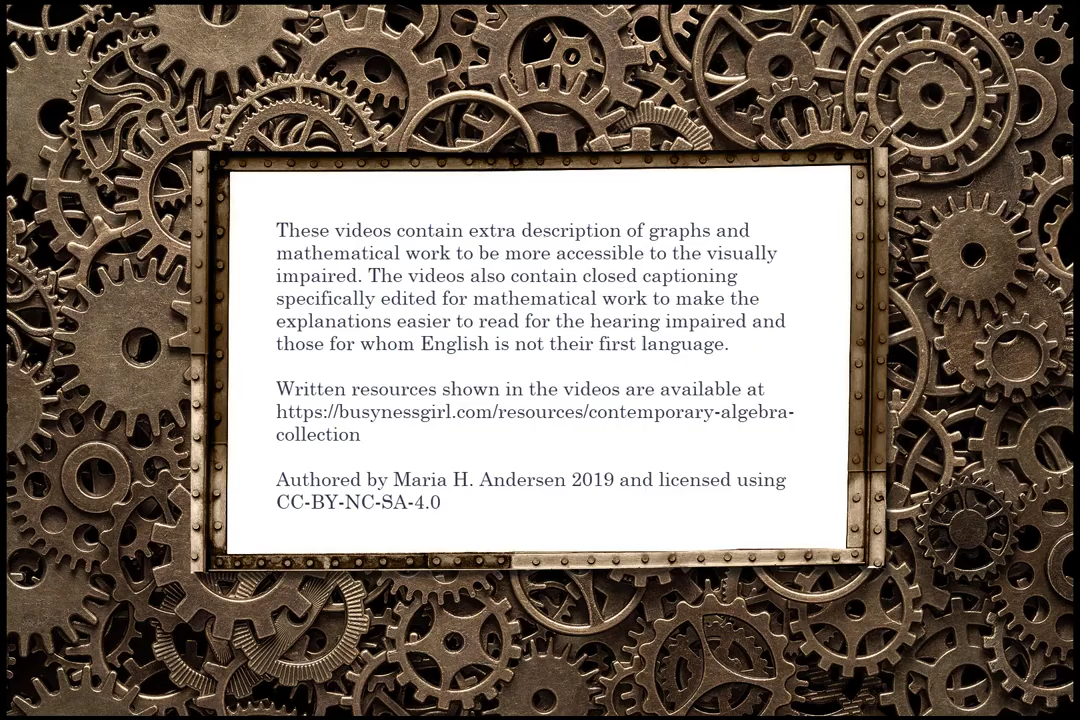 These videos contain extra description of graphs and
mathematical work to be more accessible to the visually
impaired. The videos also contain closed captioning
specifically edited for mathematical work to make the
explanations easier to read for the hearing impaired and
those for whom English is not their first language.
Written resources shown in the videos are available at
https://busynessgirl.com/resources/contemporary-algebra-
collection
Authored by Maria H. Andersen 2019 and licensed using
CC-BY-NC-SA-4.0